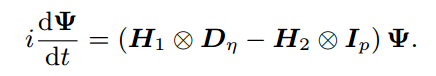 i dΨ/dt = (H₁ ⊗ D_η − H₂ ⊗ I_p) Ψ.